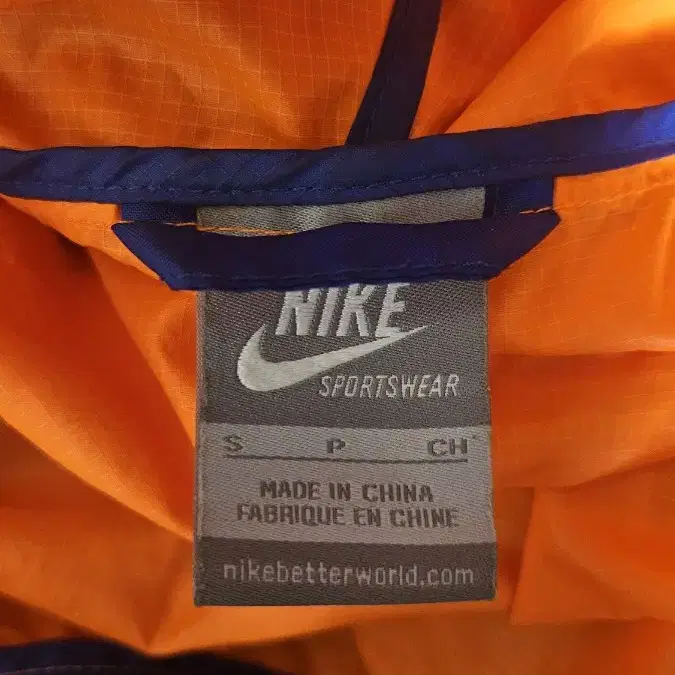 NIKE
SPORTSWEAR
S P CH
MADE IN CHINA
FABRIQUE EN CHINE
nikebetterworld.com